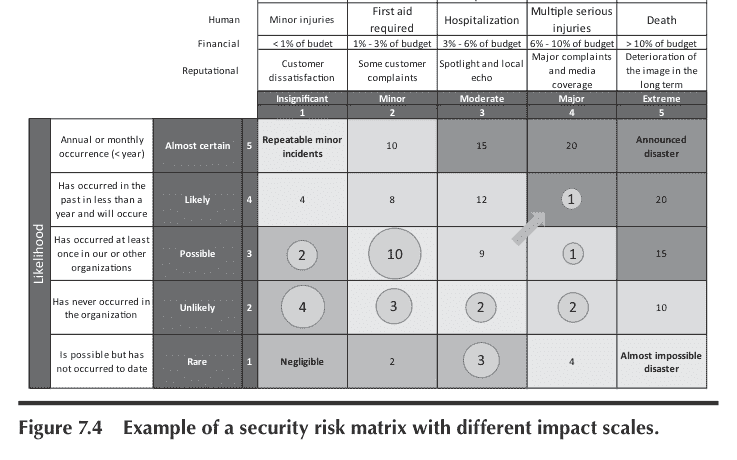 Human
Minor injuries
First aid
required
Hospitalization
Multiple serious
injuries
Death
Financial
< 1% of budet
1% - 3% of budget
3% - 6% of budget
6% - 10% of budget
> 10% of budget
Reputational
Customer
dissatisfaction
Some customer
complaints
Spotlight and local
echo
Major complaints
and media
coverage
Deterioration of
the image in the
long term
Insignificant
Minor
Moderate
Major
Extreme
1
2
3
4
5
Likelihood
Annual or monthly
occurrence (< year)
Almost certain
5
Repeatable minor
incidents
10
15
20
Announced
disaster
Has occurred in the
past in less than a
year and will occure
Likely
4
4
8
12
1
20
Has occurred at least
once in our or other
organizations
Possible
3
2
10
9
1
15
Has never occurred in
the organization
Unlikely
2
4
3
2
2
10
Is possible but has
not occurred to date
Rare
1
Negligible
2
3
4
Almost impossible
disaster
Figure 7.4 Example of a security risk matrix with different impact scales.